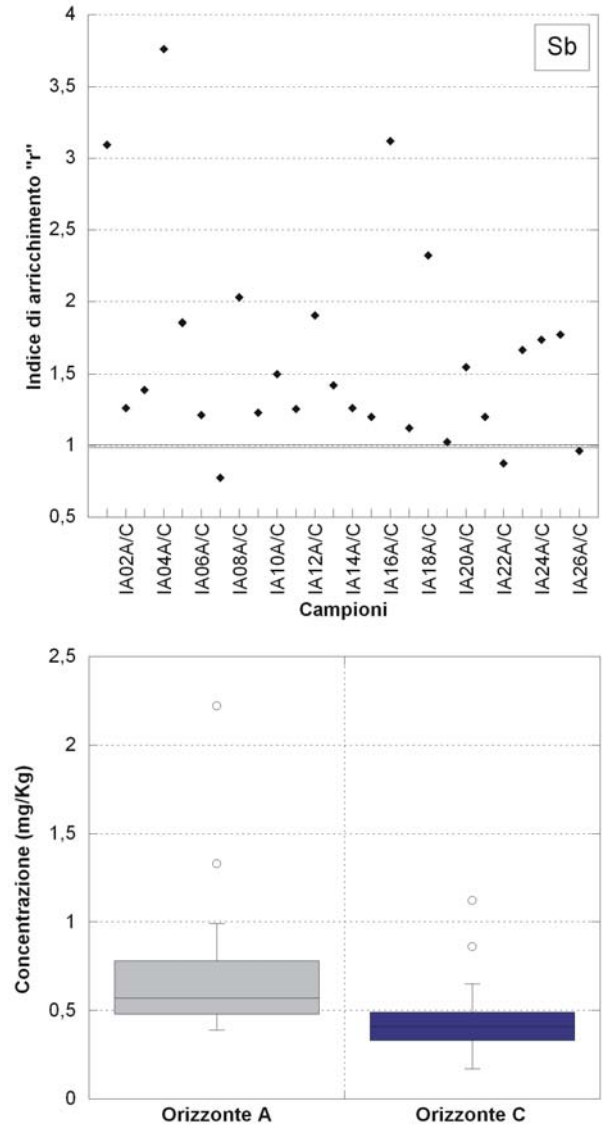 Sb
Indice di arricchimento "r"
4
3,5
3
2,5
2
1,5
1
0,5
IA02A/C
IA04A/C
IA06A/C
IA08A/C
IA10A/C
IA12A/C
IA14A/C
IA16A/C
IA18A/C
IA20A/C
IA22A/C
IA24A/C
IA26A/C
Campioni
Concentrazione (mg/Kg)
2,5
2
1,5
1
0,5
0
Orizzonte A
Orizzonte C